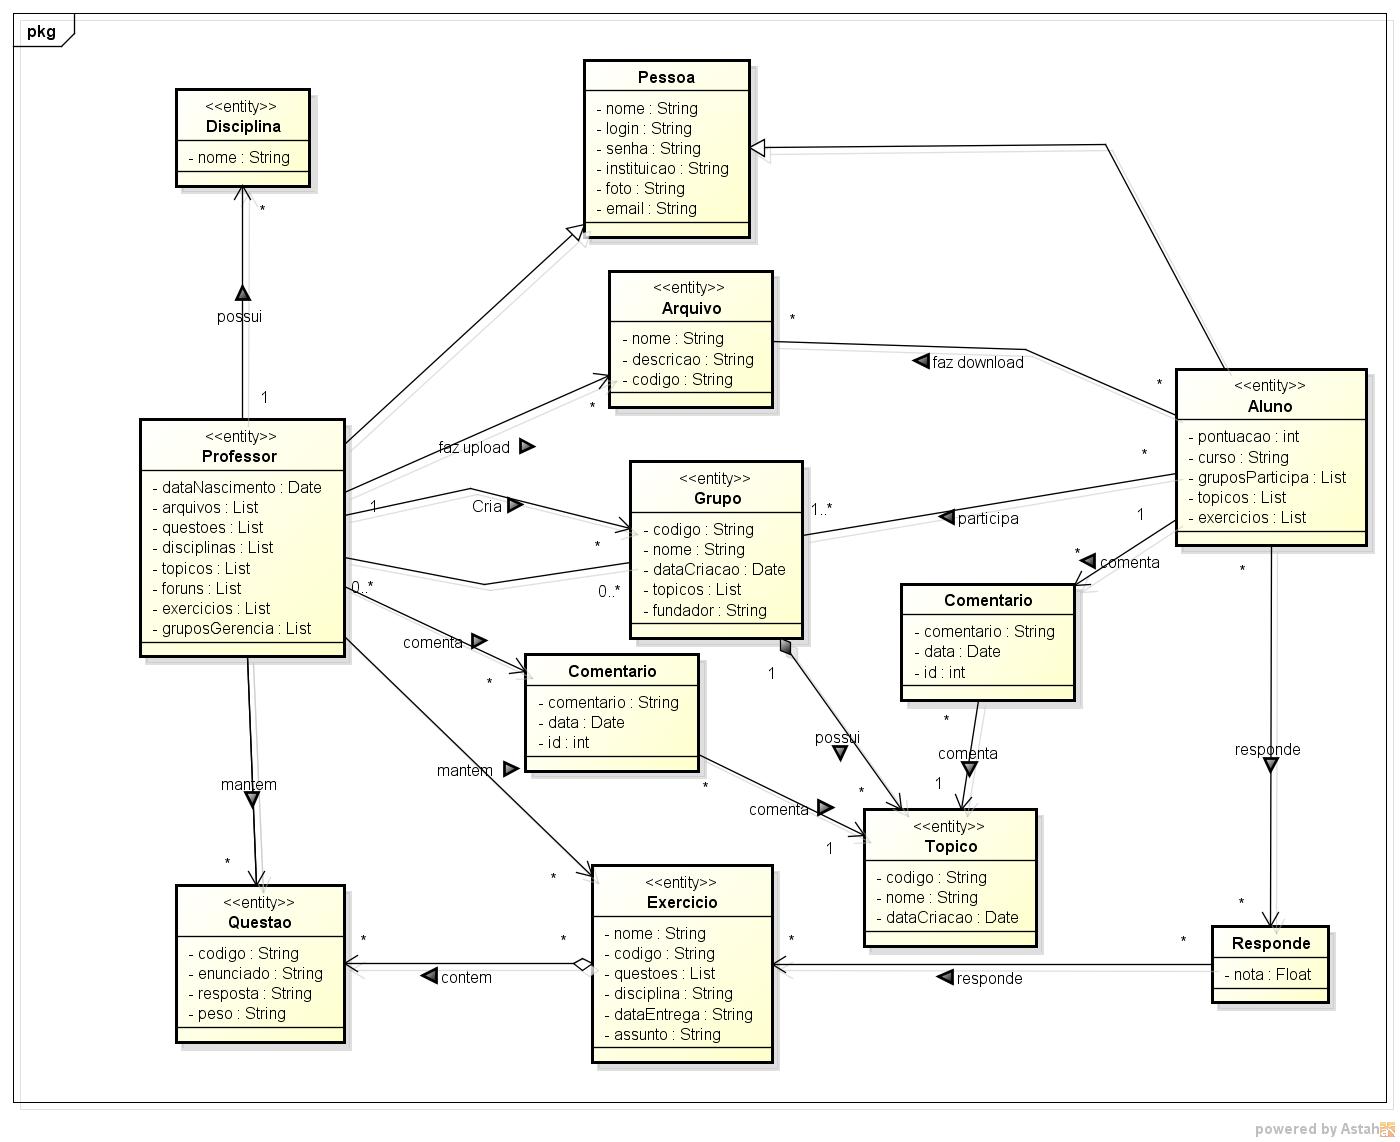 pkg
<<entity>>
Disciplina
- nome : String
*
possui
1
Pessoa
- nome : String
- login : String
- senha : String
- instituicao : String
- foto : String
- email : String
<<entity>>
Arquivo
- nome : String
- descricao : String
- codigo : String
*
faz download
*
*
faz upload
<<entity>>
Aluno
- pontuacao : int
- curso : String
- gruposParticipa : List
- topicos : List
- exercicios : List
<<entity>>
Professor
- dataNascimento : Date
- arquivos : List
- questoes : List
- disciplinas : List
- topicos : List
- foruns : List
- exercicios : List
- gruposGerencia : List
1
Cria
*
0..*
0..*
<<entity>>
Grupo
- codigo : String
- nome : String
- dataCriacao : Date
- topicos : List
- fundador : String
1..*
participa
*
1
*
comenta
*
Comentario
- comentario : String
- data : Date
- id : int
comenta
*
Comentario
- comentario : String
- data : Date
- id : int
1
possui
*
*
comenta
1
*
comenta
1
responde
*
mantem
mantem
*
*
<<entity>>
Topico
- codigo : String
- nome : String
- dataCriacao : Date
<<entity>>
Questao
- codigo : String
- enunciado : String
- resposta : String
- peso : String
*
contem
*
<<entity>>
Exercicio
- nome : String
- codigo : String
- questoes : List
- disciplina : String
- dataEntrega : String
- assunto : String
*
responde
*
Responde
- nota : Float
powered by Astah